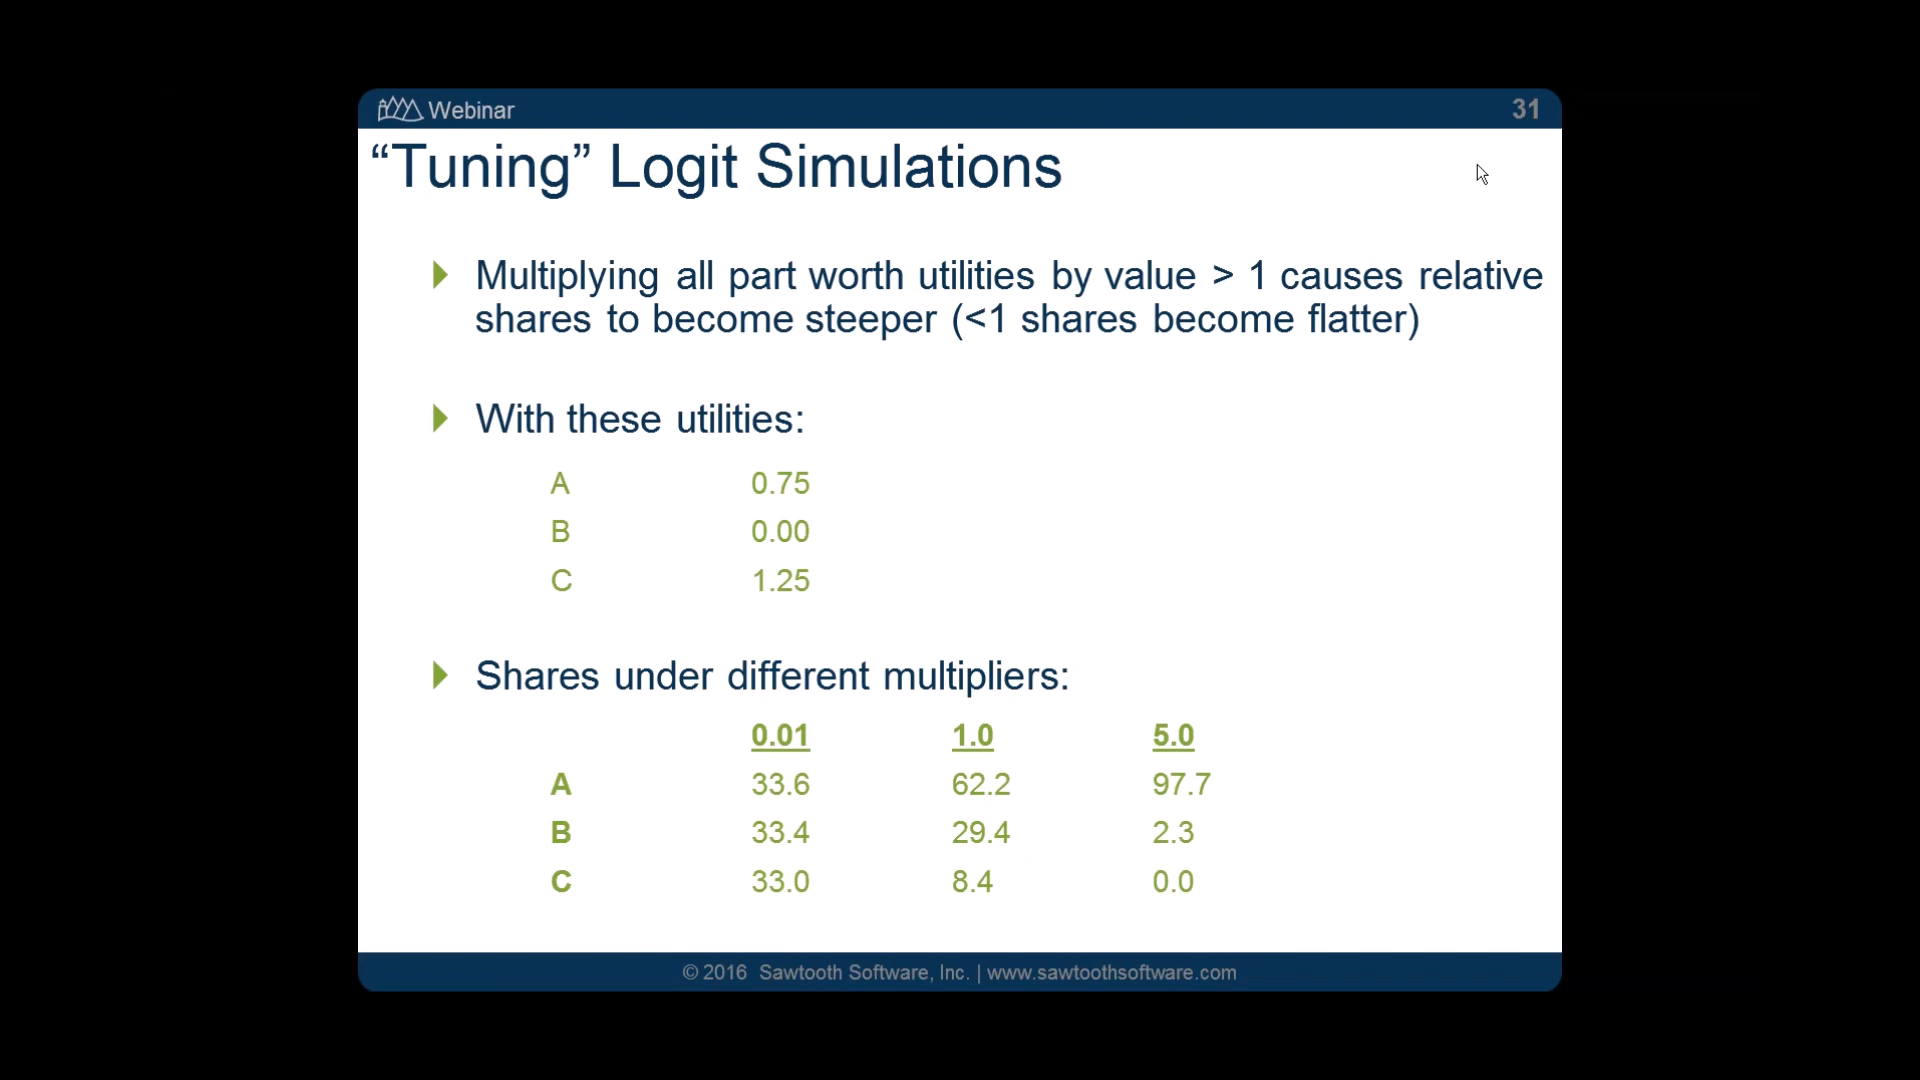 Webinar 31
“Tuning” Logit Simulations
Multiplying all part worth utilities by value > 1 causes relative
shares to become steeper (<1 shares become flatter)
With these utilities:
A 0.75
B 0.00
C 1.25
Shares under different multipliers:
0.01 1.0 5.0
A 33.6 62.2 97.7
B 33.4 29.4 2.3
C 33.0 8.4 0.0
© 2016 Sawtooth Software, Inc. | www.sawtoothsoftware.com